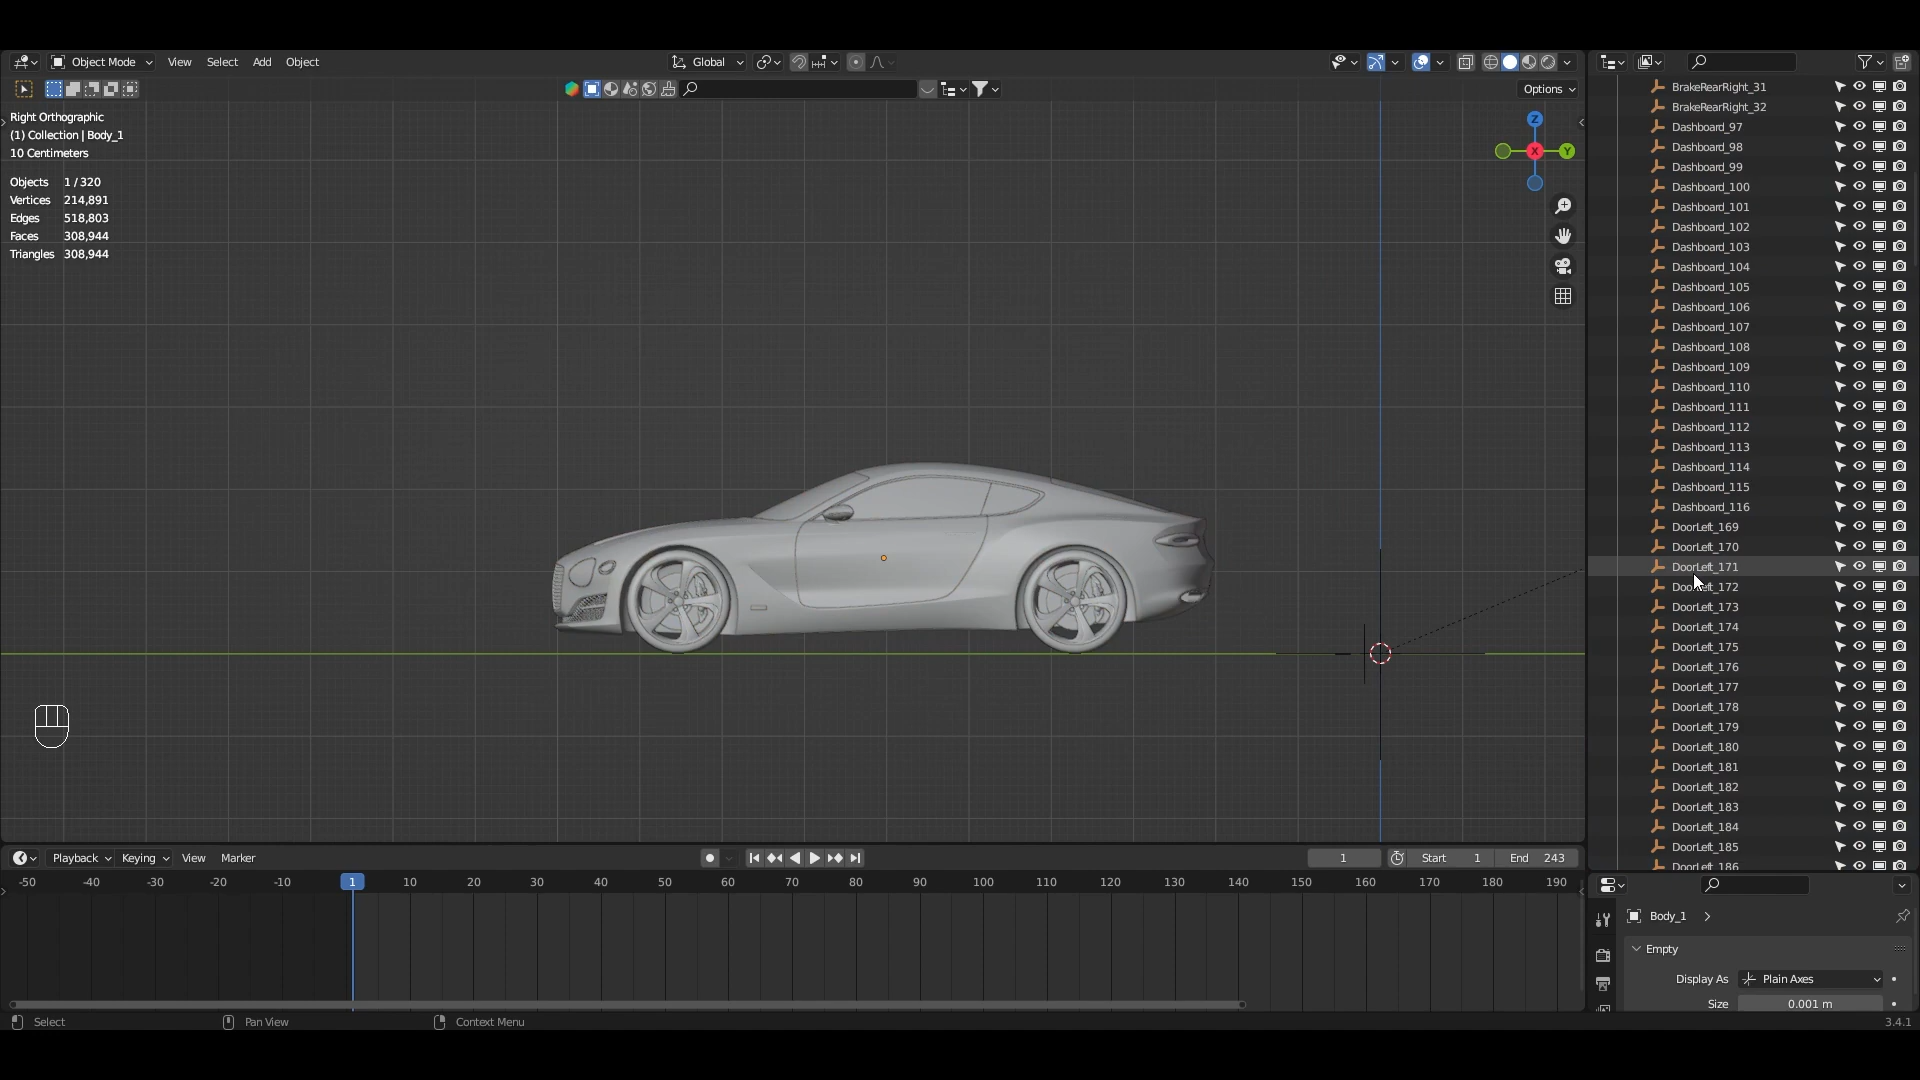 Object Mode View Select Add Object Global
Options
Right Orthographic
(1) Collection | Body_1
10 Centimeters
Objects 1 / 320
Vertices 214,891
Edges 518,803
Faces 308,944
Triangles 308,944
Z
X Y
BrakeRearRight_31
BrakeRearRight_32
Dashboard_97
Dashboard_98
Dashboard_99
Dashboard_100
Dashboard_101
Dashboard_102
Dashboard_103
Dashboard_104
Dashboard_105
Dashboard_106
Dashboard_107
Dashboard_108
Dashboard_109
Dashboard_110
Dashboard_111
Dashboard_112
Dashboard_113
Dashboard_114
Dashboard_115
Dashboard_116
DoorLeft_169
DoorLeft_170
DoorLeft_171
DoorLeft_172
DoorLeft_173
DoorLeft_174
DoorLeft_175
DoorLeft_176
DoorLeft_177
DoorLeft_178
DoorLeft_179
DoorLeft_180
DoorLeft_181
DoorLeft_182
DoorLeft_183
DoorLeft_184
DoorLeft_185
DoorLeft_186
Playback Keying View Marker 1 Start 1 End 243
-50 -40 -30 -20 -10 1 10 20 30 40 50 60 70 80 90 100 110 120 130 140 150 160 170 180 190
Body_1
Empty
Display As Plain Axes
Size 0.001 m
Select Pan View Context Menu 3.4.1